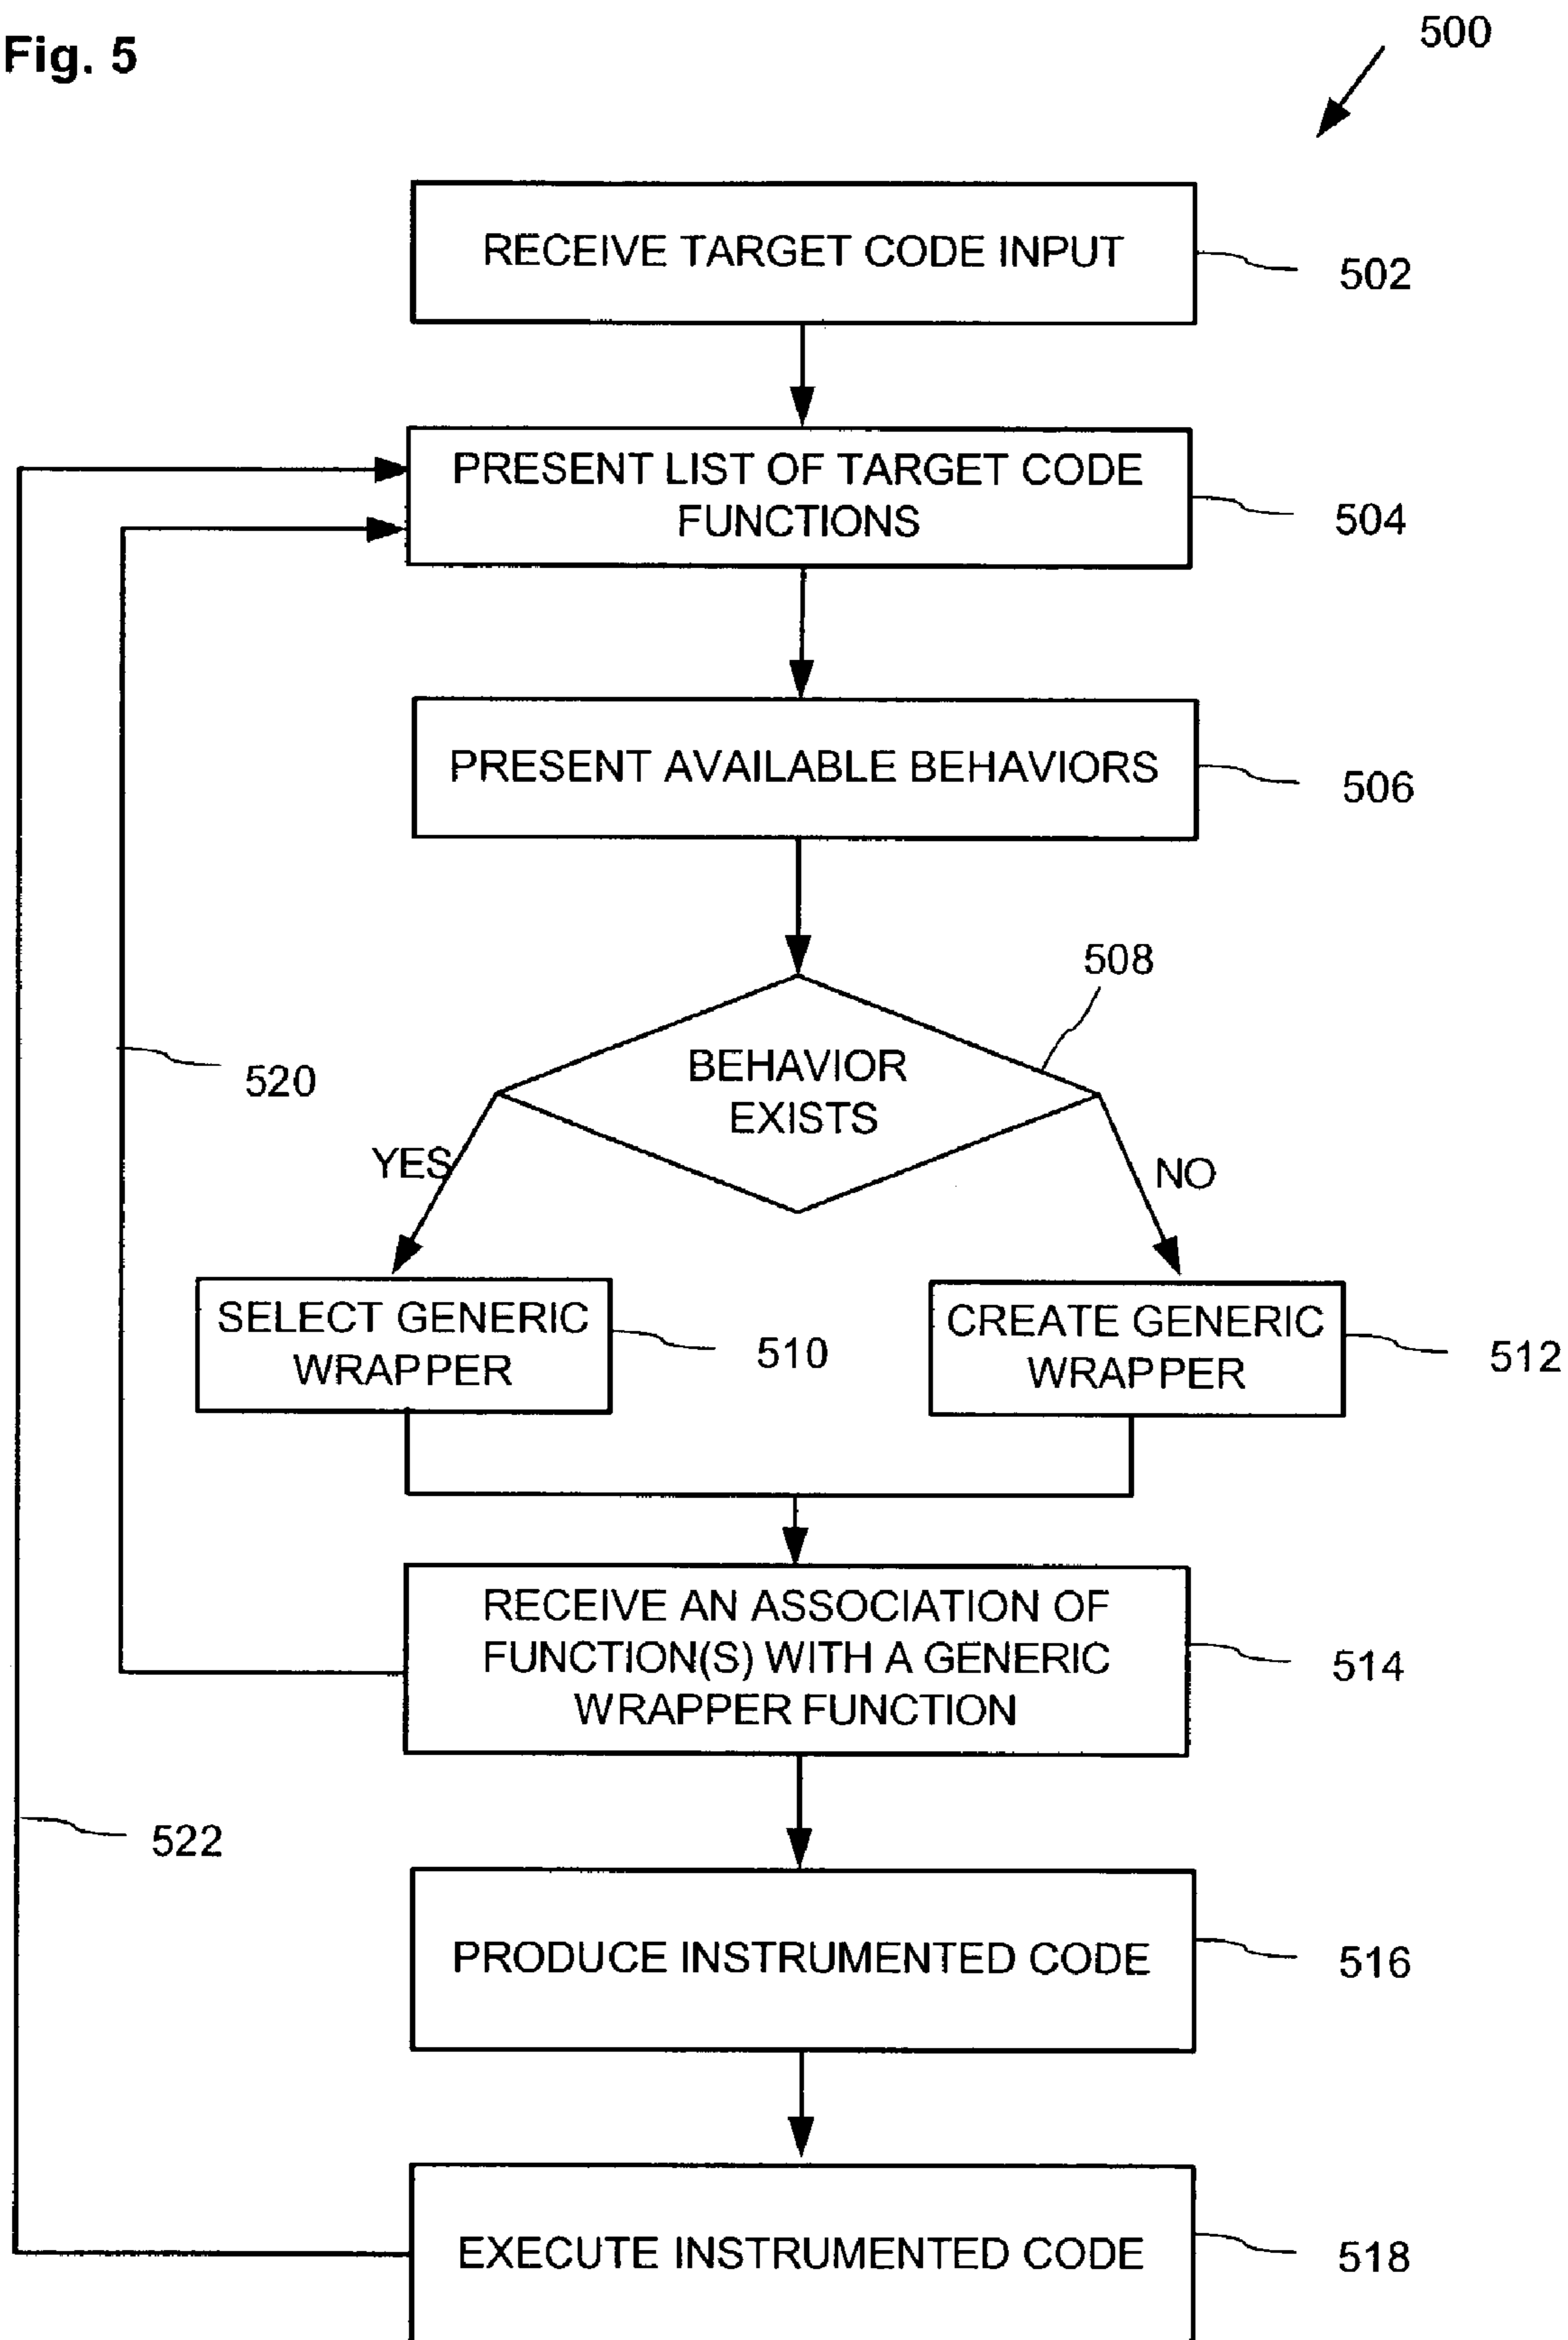 Fig. 5
500
RECEIVE TARGET CODE INPUT
502
PRESENT LIST OF TARGET CODE
FUNCTIONS
504
PRESENT AVAILABLE BEHAVIORS
506
508
BEHAVIOR
EXISTS
520
YES
NO
SELECT GENERIC
WRAPPER
510
CREATE GENERIC
WRAPPER
512
RECEIVE AN ASSOCIATION OF
FUNCTION(S) WITH A GENERIC
WRAPPER FUNCTION
514
522
PRODUCE INSTRUMENTED CODE
516
EXECUTE INSTRUMENTED CODE
518